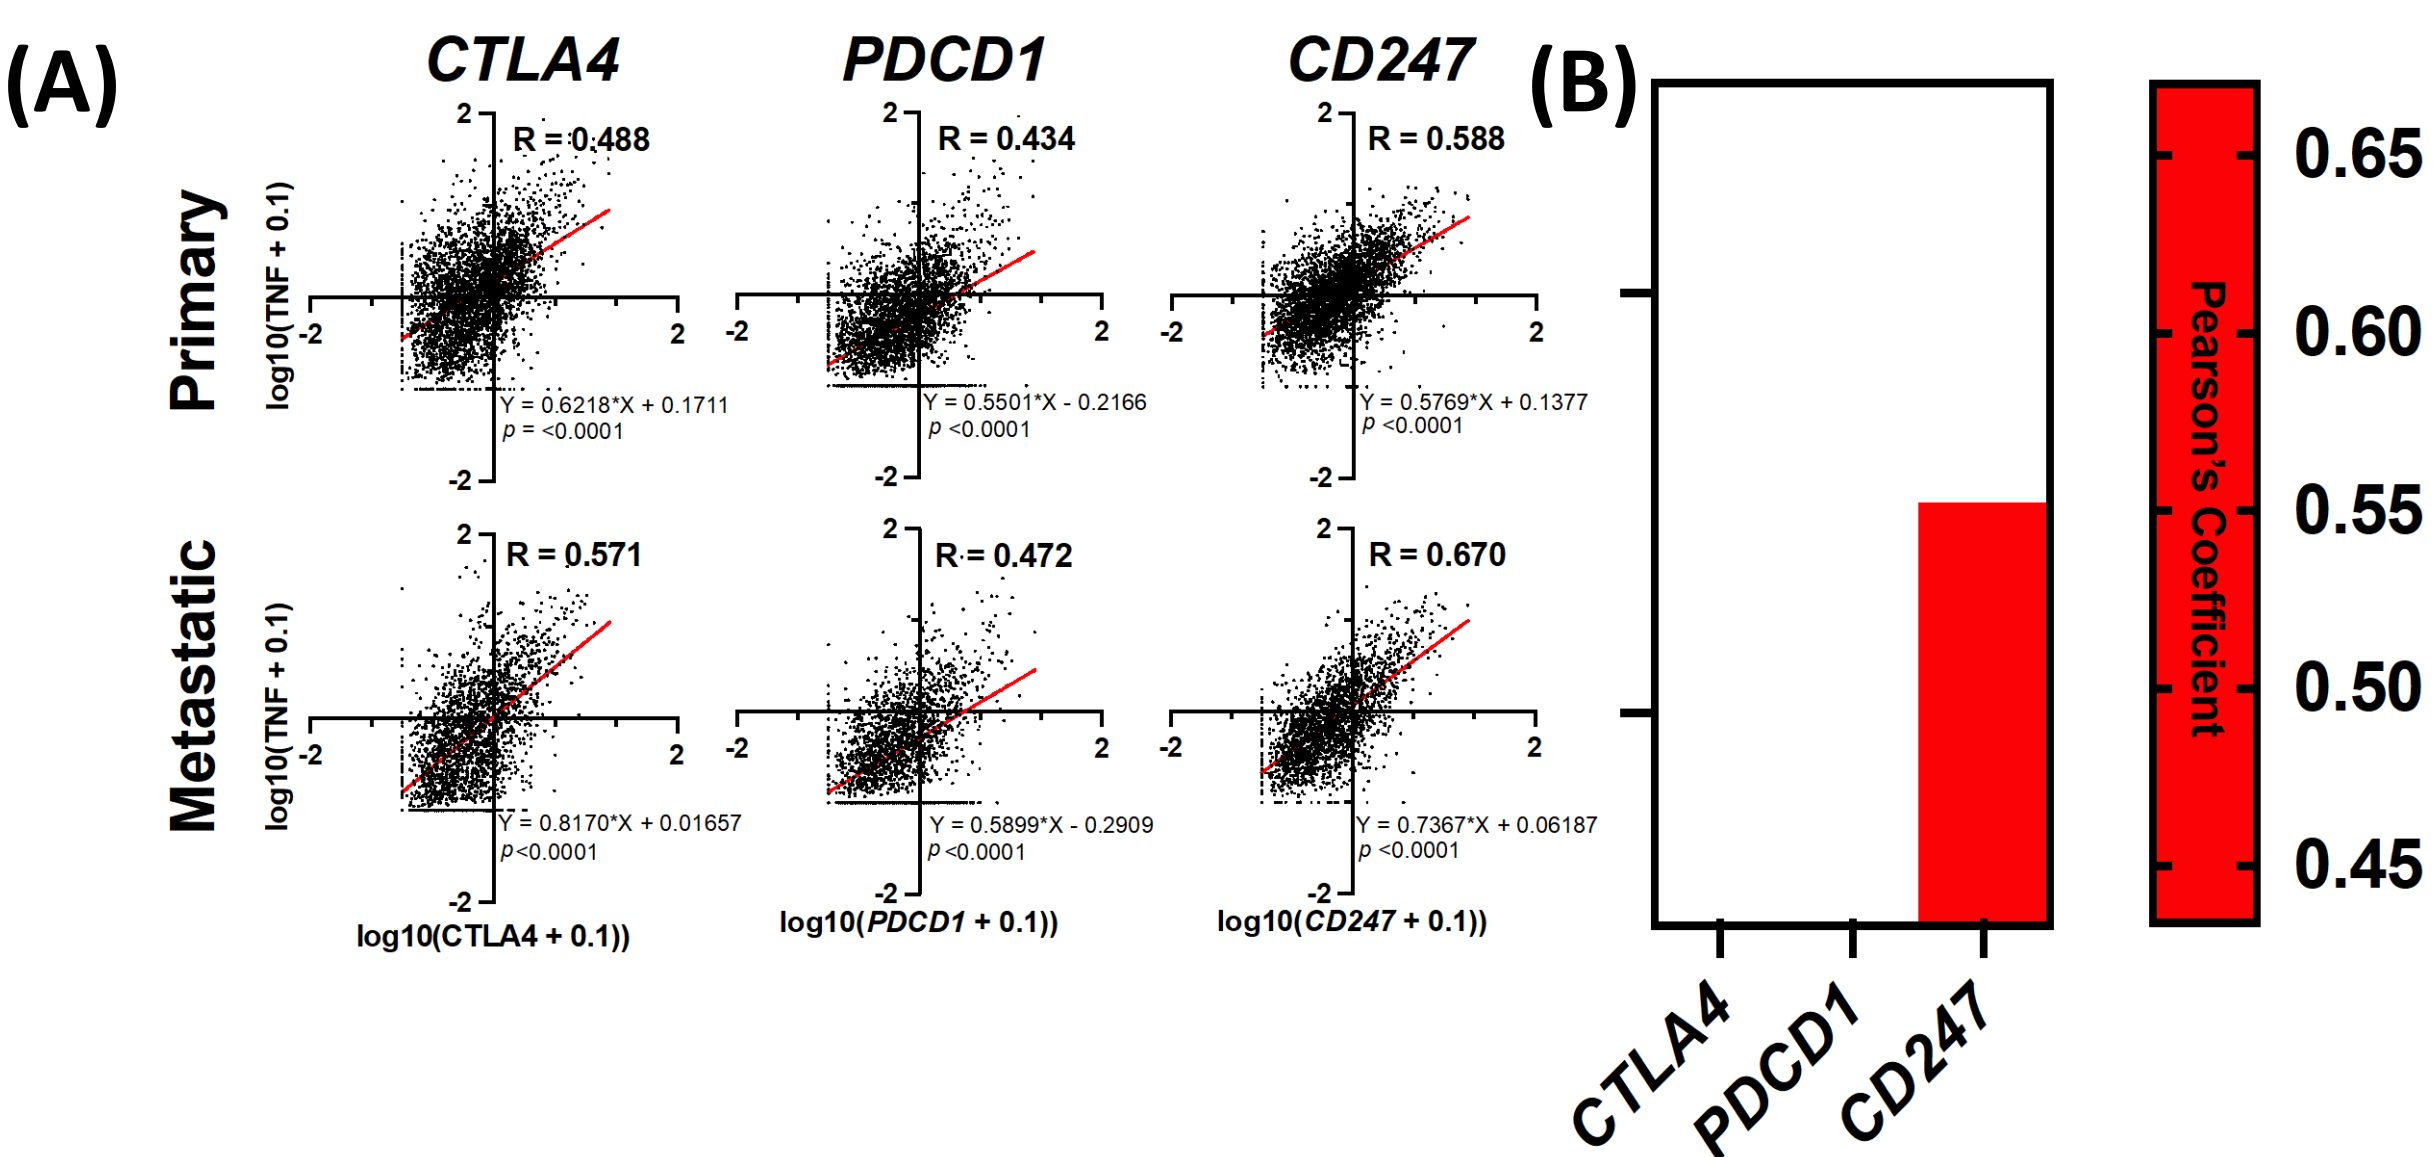 (A)
CTLA4
PDCD1
CD247
(B)
Primary
log10(TNF + 0.1)
2
R = 0.488
-2
2
Y = 0.6218*X + 0.1711
p = <0.0001
-2
2
R = 0.434
-2
2
Y = 0.5501*X - 0.2166
p <0.0001
-2
2
R = 0.588
-2
2
Y = 0.5769*X + 0.1377
p <0.0001
-2
Metastatic
log10(TNF + 0.1)
2
R = 0.571
-2
2
Y = 0.8170*X + 0.01657
p<0.0001
-2
log10(CTLA4 + 0.1))
2
R = 0.472
-2
2
Y = 0.5899*X - 0.2909
p <0.0001
-2
log10(PDCD1 + 0.1))
2
R = 0.670
-2
2
Y = 0.7367*X + 0.06187
p <0.0001
-2
log10(CD247 + 0.1))
CTLA4
PDCD1
CD247
Pearson's Coefficient
0.65
0.60
0.55
0.50
0.45